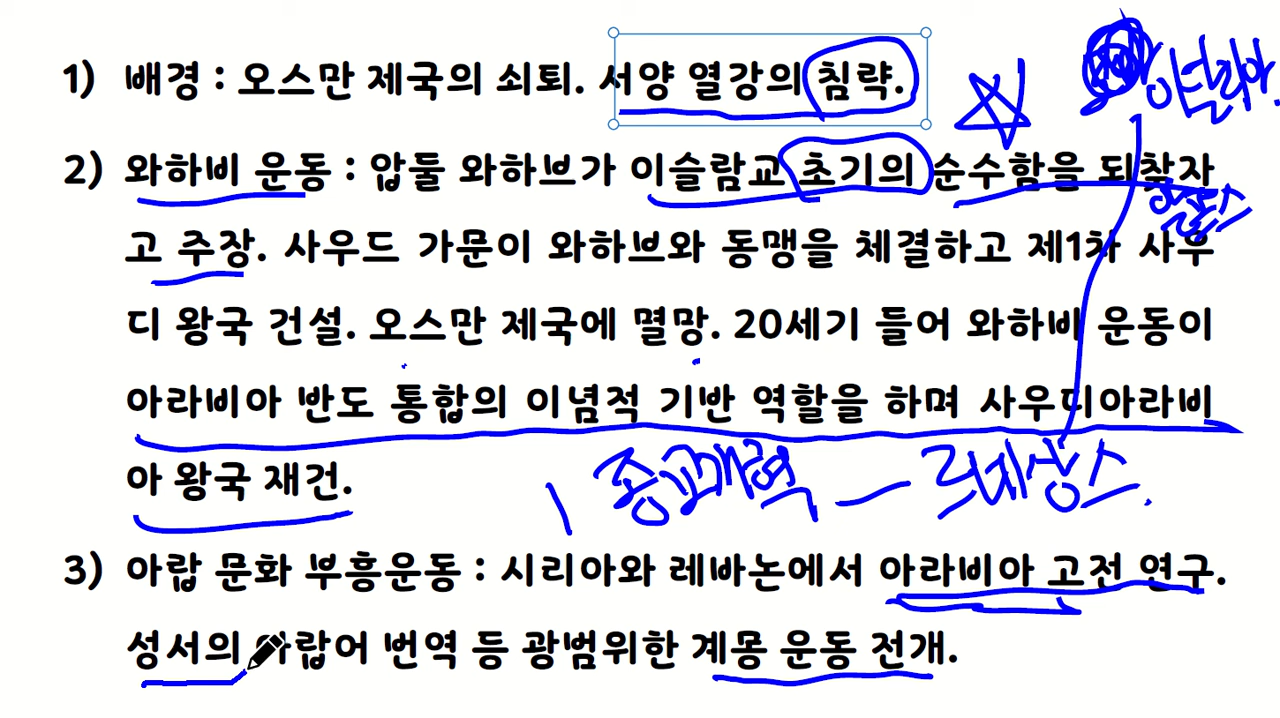 1) 배경 : 오스만 제국의 쇠퇴. 서양 열강의 침략.
이탈리아.
2) 와하비 운동 : 압둘 와하브가 이슬람교 초기의 순수함을 되찾자
알프스
고 주장. 사우드 가문이 와하브와 동맹을 체결하고 제1차 사우
디 왕국 건설. 오스만 제국에 멸망. 20세기 들어 와하비 운동이
아라비아 반도 통합의 이념적 기반 역할을 하며 사우디아라비
아 왕국 재건.
종교개혁 — 르네상스.
3) 아랍 문화 부흥운동 : 시리아와 레바논에서 아라비아 고전 연구.
성서의 아랍어 번역 등 광범위한 계몽 운동 전개.